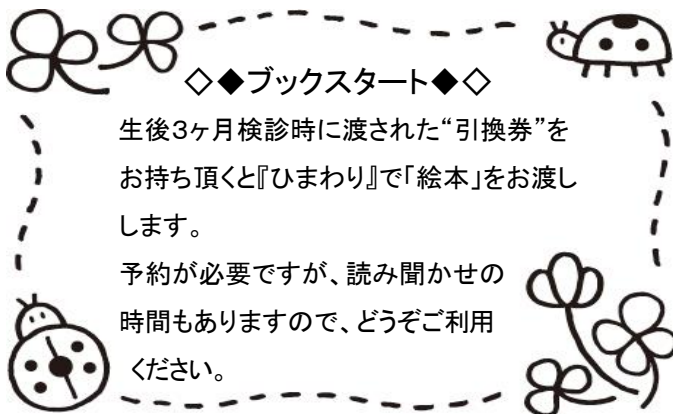 ◇◆ブックスタート◆◇
生後3ヶ月検診時に渡された“引換券”を
お持ち頂くと『ひまわり』で「絵本」をお渡し
します。
予約が必要ですが、読み聞かせの
時間もありますので、どうぞご利用
ください。